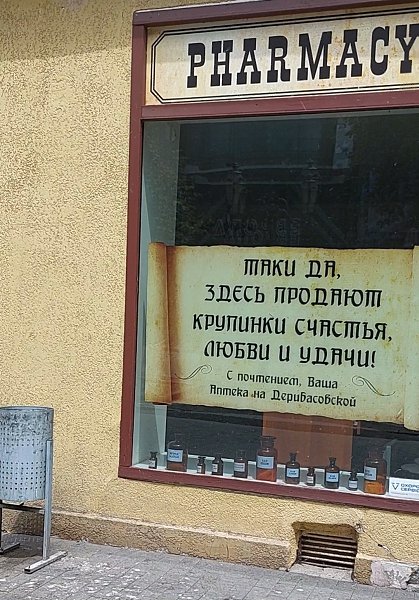 PHARMACY
ТАКИ ДА,
ЗДЕСЬ ПРОДАЮТ
КРУПИНКИ СЧАСТЬЯ,
ЛЮБВИ И УДАЧИ!
С почтением, Ваша
Аптека на Дерибасовской